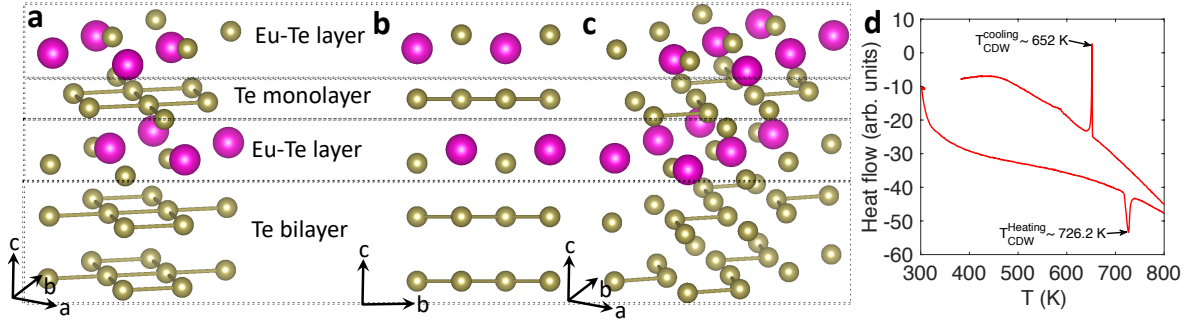 a
b
c
d
Eu-Te layer
Te monolayer
Eu-Te layer
Te bilayer
c
b
a
c
b
c
b
a
Heat flow (arb. units)
10
0
-10
-20
-30
-40
-50
-60
T_CDW^cooling ~ 652 K
T_CDW^Heating ~ 726.2 K
300 400 500 600 700 800
T (K)